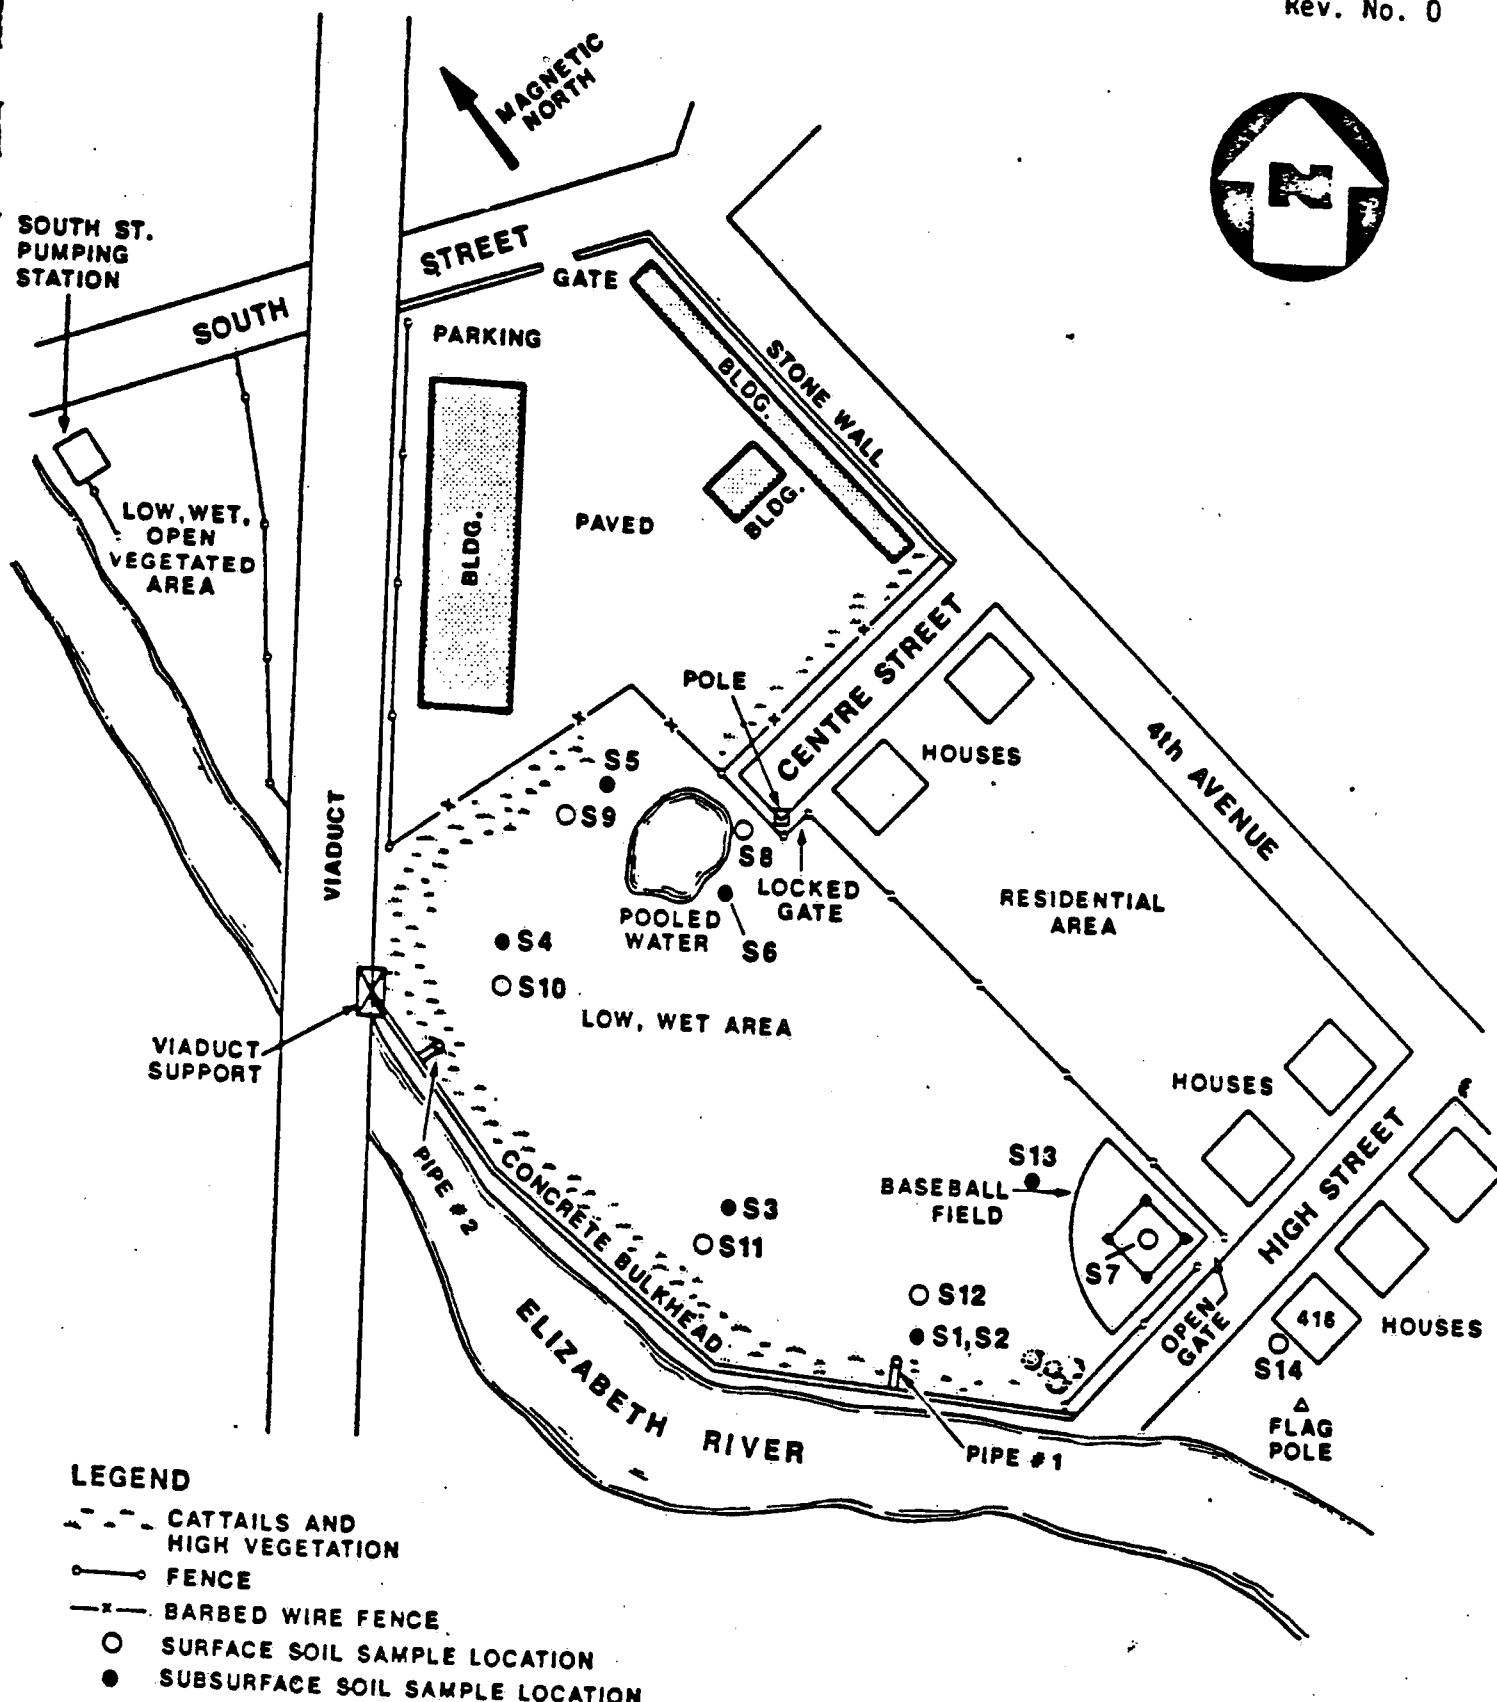 Rev. No. 0
MAGNETIC
NORTH
N
SOUTH ST.
PUMPING
STATION
SOUTH
STREET
GATE
PARKING
STONE WALL
BLDG.
BLDG.
BLDG.
PAVED
LOW, WET,
OPEN
VEGETATED
AREA
POLE
CENTRE STREET
HOUSES
4th AVENUE
VIADUCT
S5
S9
S8
LOCKED
GATE
POOLED
WATER
S6
S4
S10
RESIDENTIAL
AREA
LOW, WET AREA
VIADUCT
SUPPORT
PIPE #2
CONCRETE BULKHEAD
HOUSES
HIGH STREET
S13
BASEBALL
FIELD
S3
S11
S7
S12
S1, S2
OPEN
GATE
416
HOUSES
S14
FLAG
POLE
ELIZABETH RIVER
PIPE #1
LEGEND
CATTAILS AND
HIGH VEGETATION
FENCE
BARBED WIRE FENCE
SURFACE SOIL SAMPLE LOCATION
SUBSURFACE SOIL SAMPLE LOCATION